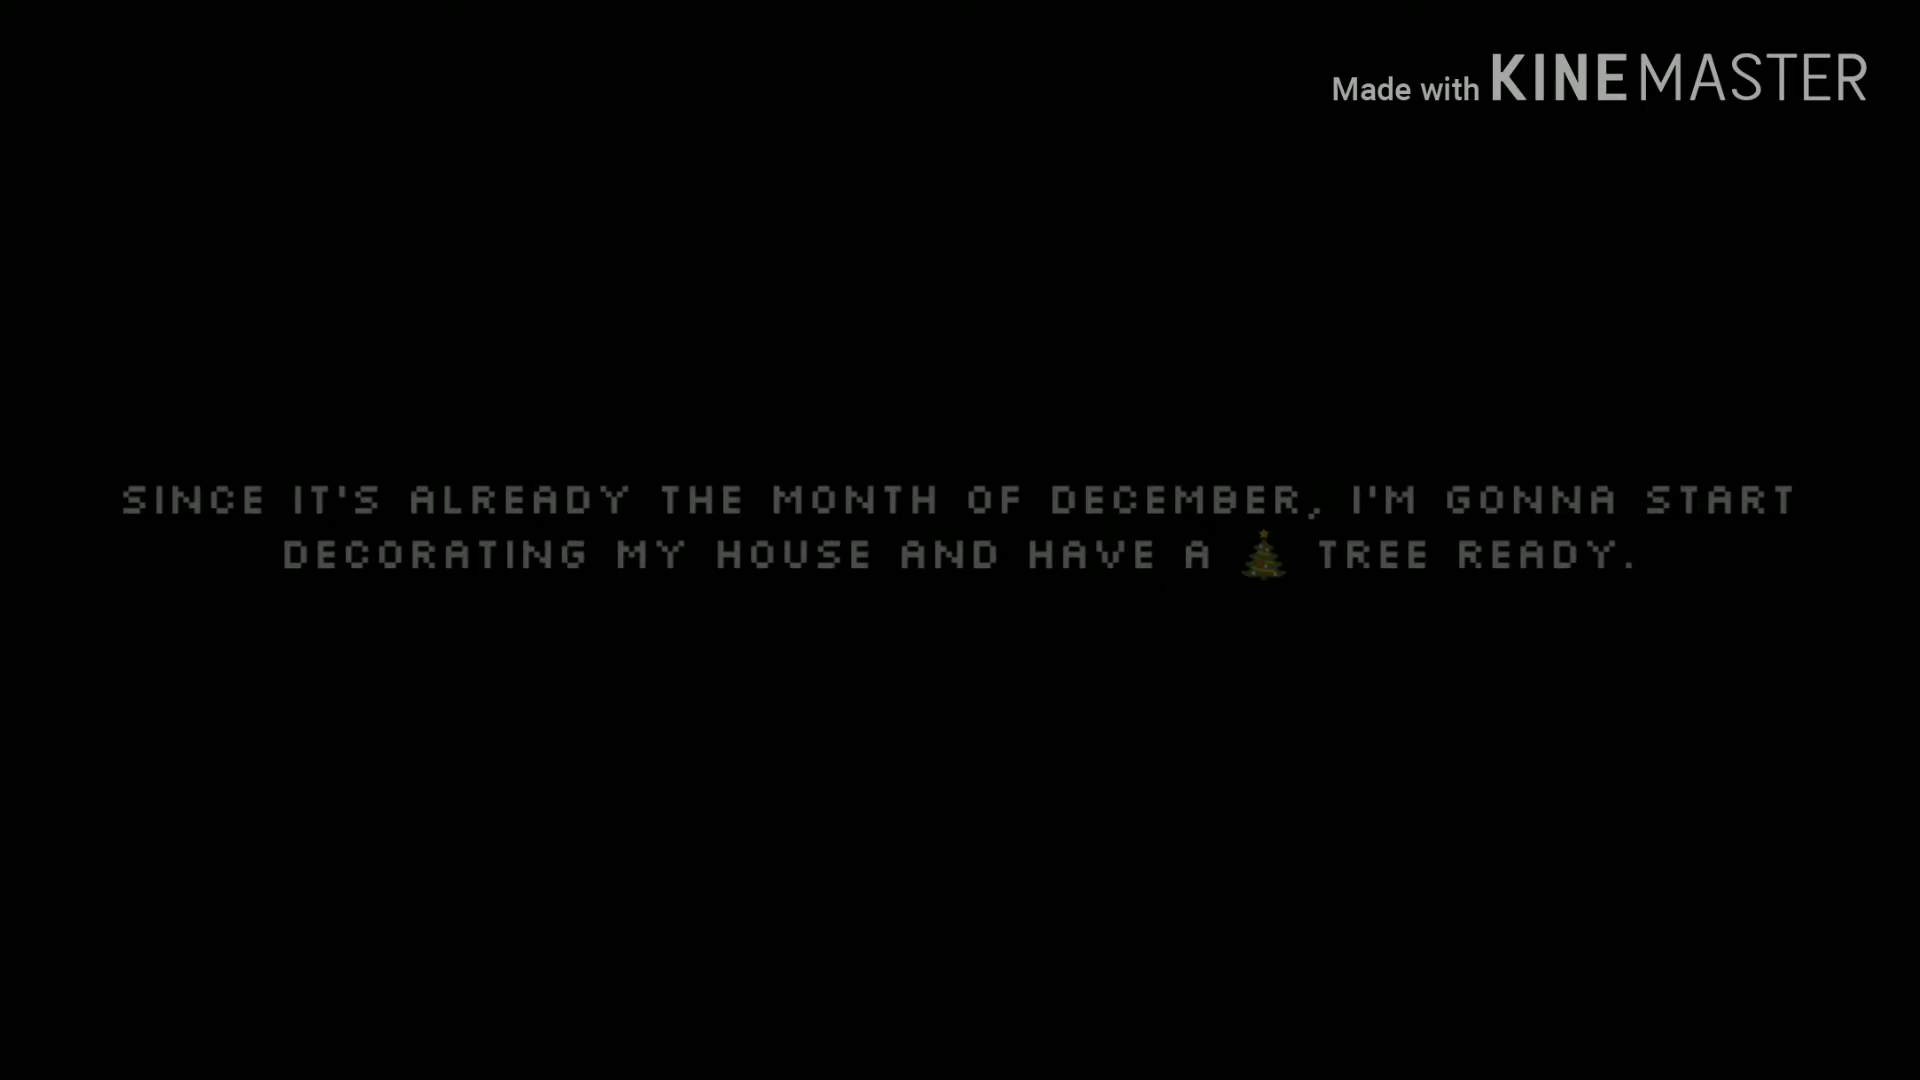 Made with KINEMASTER
SINCE IT'S ALREADY THE MONTH OF DECEMBER, I'M GONNA START
DECORATING MY HOUSE AND HAVE A 🎄 TREE READY.